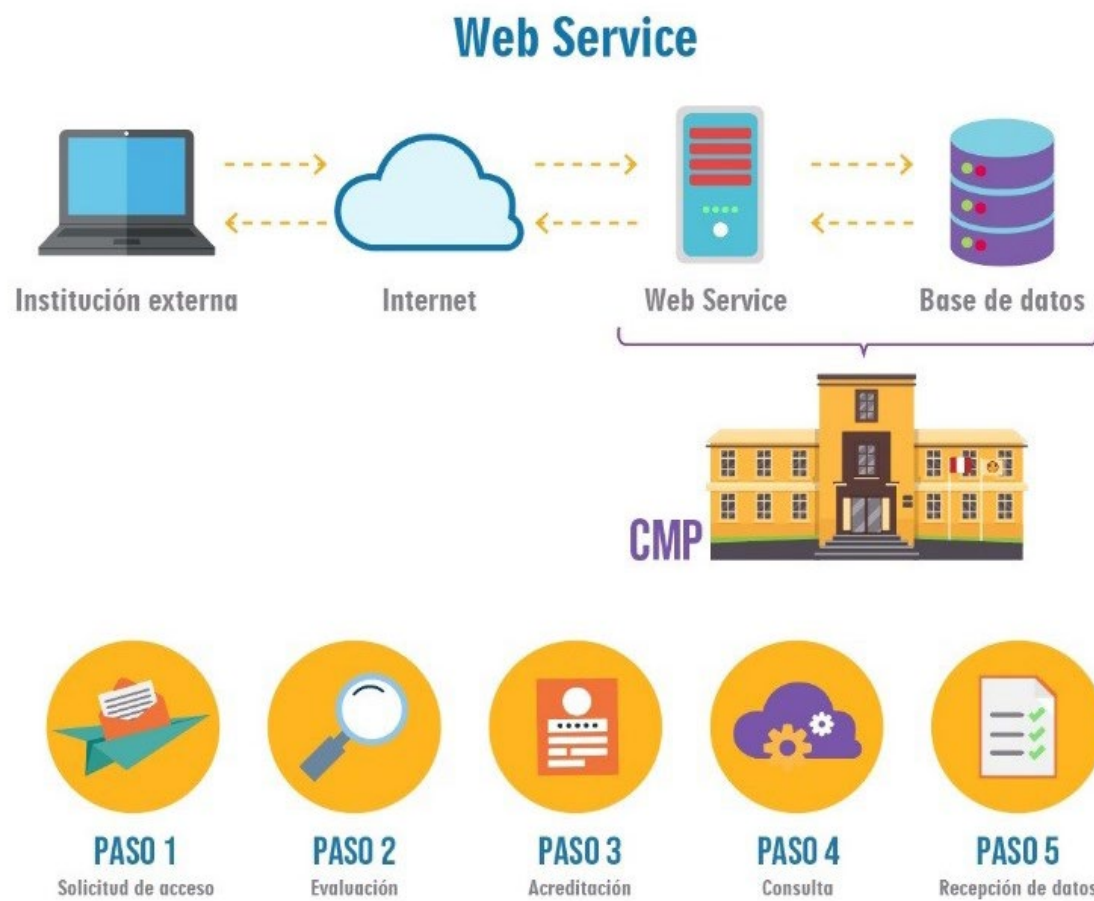 Web Service
Institución externa
Internet
Web Service
Base de datos
CMP
PASO 1
PASO 2
PASO 3
PASO 4
PASO 5
Solicitud de acceso
Evaluación
Acreditación
Consulta
Recepción de datos